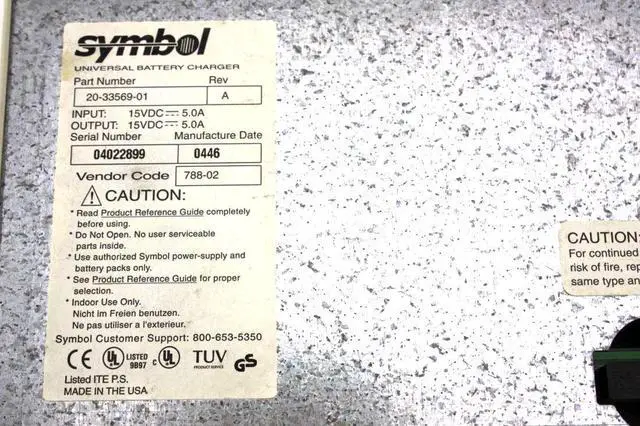 symbol
UNIVERSAL BATTERY CHARGER
Part Number Rev
20-33569-01 A
INPUT: 15VDC⎓ 5.0A
OUTPUT: 15VDC⎓ 5.0A
Serial Number Manufacture Date
04022899 0446
Vendor Code 788-02
⚠ CAUTION:
* Read Product Reference Guide completely
before using.
* Do Not Open. No user serviceable
parts inside.
* Use authorized Symbol power-supply and
battery packs only.
* See Product Reference Guide for proper
selection.
* Indoor Use Only.
Nicht im Freien benutzen.
Ne pas utiliser a l'exterieur.
Symbol Customer Support: 800-653-5350
CE UL LISTED 9B97 C UL TUV PRODUCT SERVICE GS
Listed ITE P.S.
MADE IN THE USA
CAUTION:
For continued
risk of fire, rep
same type an